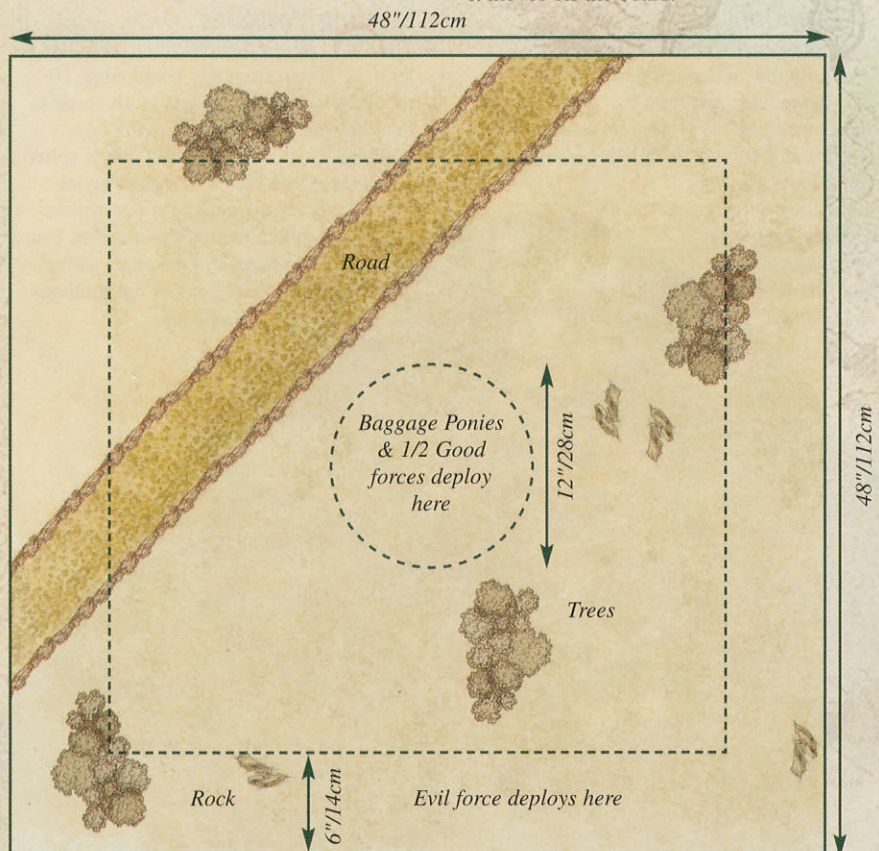 48"/112cm
Road
Baggage Ponies
& 1/2 Good
forces deploy
here
12"/28cm
48"/112cm
Trees
Rock
6"/14cm
Evil force deploys here